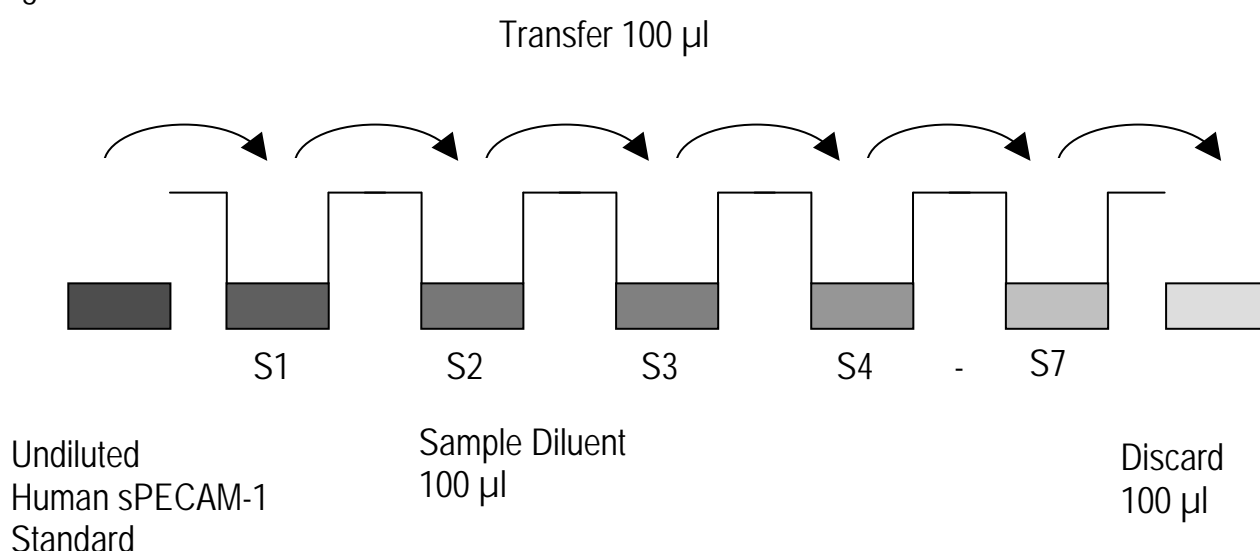 Transfer 100 µl
S1 S2 S3 S4 - S7
Undiluted
Human sPECAM-1
Standard
Sample Diluent
100 µl
Discard
100 µl